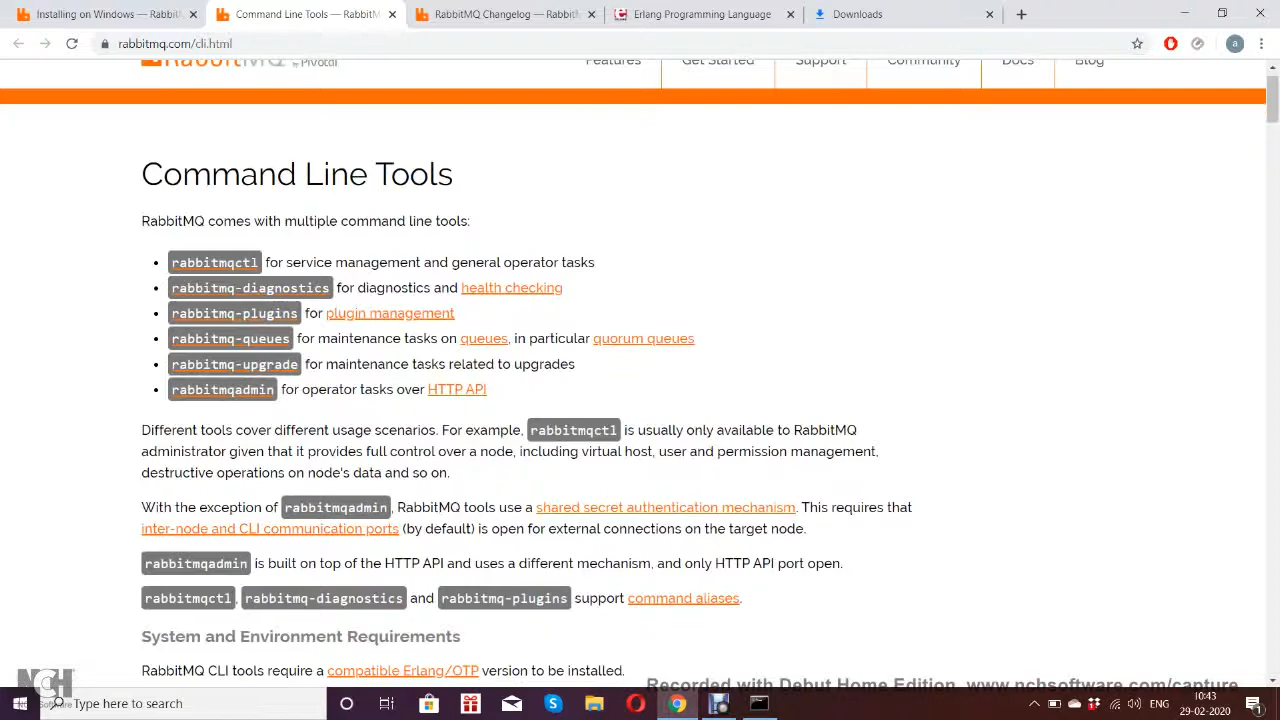 Installing on Windows — RabbitM
Command Line Tools — RabbitM
RabbitMQ Changelog — RabbitM
Erlang Programming Language
Downloads
rabbitmq.com/cli.html
a
RabbitMQ by Pivotal
Features
Get Started
Support
Community
Docs
Blog
Command Line Tools
RabbitMQ comes with multiple command line tools:
• rabbitmqctl for service management and general operator tasks
• rabbitmq-diagnostics for diagnostics and health checking
• rabbitmq-plugins for plugin management
• rabbitmq-queues for maintenance tasks on queues, in particular quorum queues
• rabbitmq-upgrade for maintenance tasks related to upgrades
• rabbitmqadmin for operator tasks over HTTP API
Different tools cover different usage scenarios. For example, rabbitmqctl is usually only available to RabbitMQ
administrator given that it provides full control over a node, including virtual host, user and permission management,
destructive operations on node's data and so on.
With the exception of rabbitmqadmin, RabbitMQ tools use a shared secret authentication mechanism. This requires that
inter-node and CLI communication ports (by default) is open for external connections on the target node.
rabbitmqadmin is built on top of the HTTP API and uses a different mechanism, and only HTTP API port open.
rabbitmqctl, rabbitmq-diagnostics and rabbitmq-plugins support command aliases.
System and Environment Requirements
RabbitMQ CLI tools require a compatible Erlang/OTP version to be installed.
NCH
Software
Recorded with Debut Home Edition. www.nchsoftware.com/capture
Type here to search
ENG
10:43
29-02-2020
1